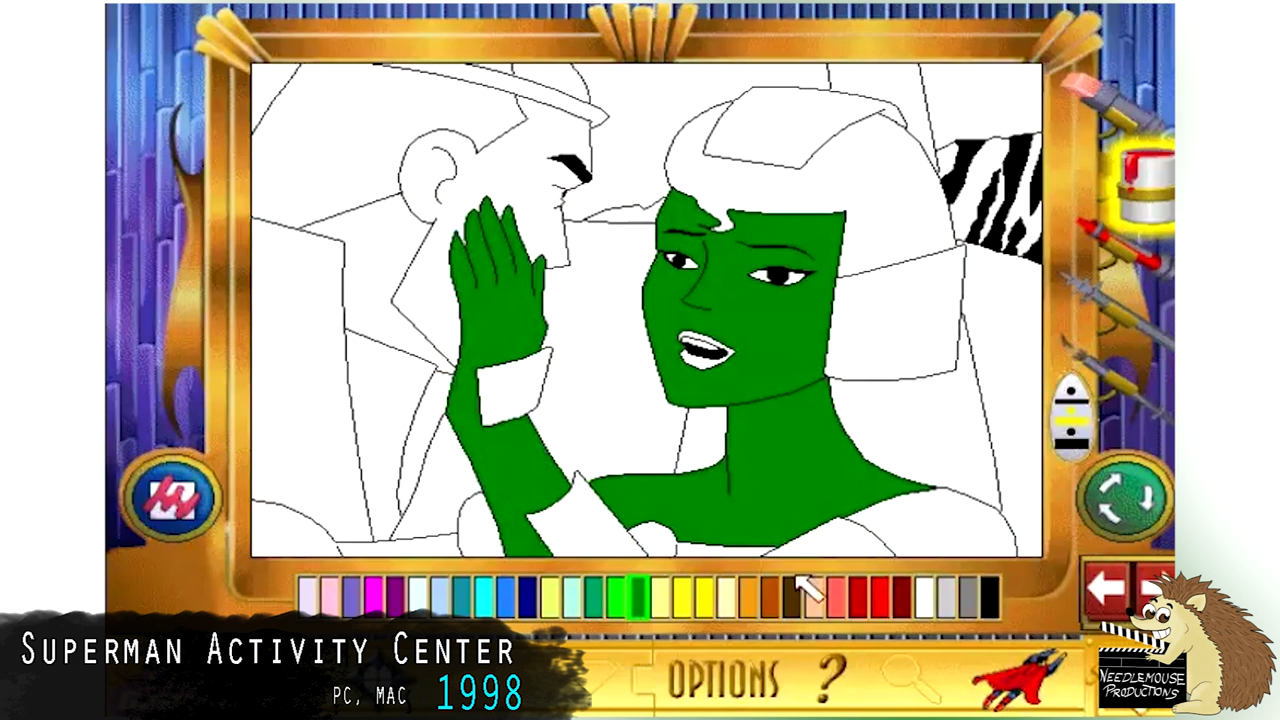 OPTIONS ?
SUPERMAN ACTIVITY CENTER
PC, MAC 1998
NEEDLEMOUSE
PRODUCTIONS